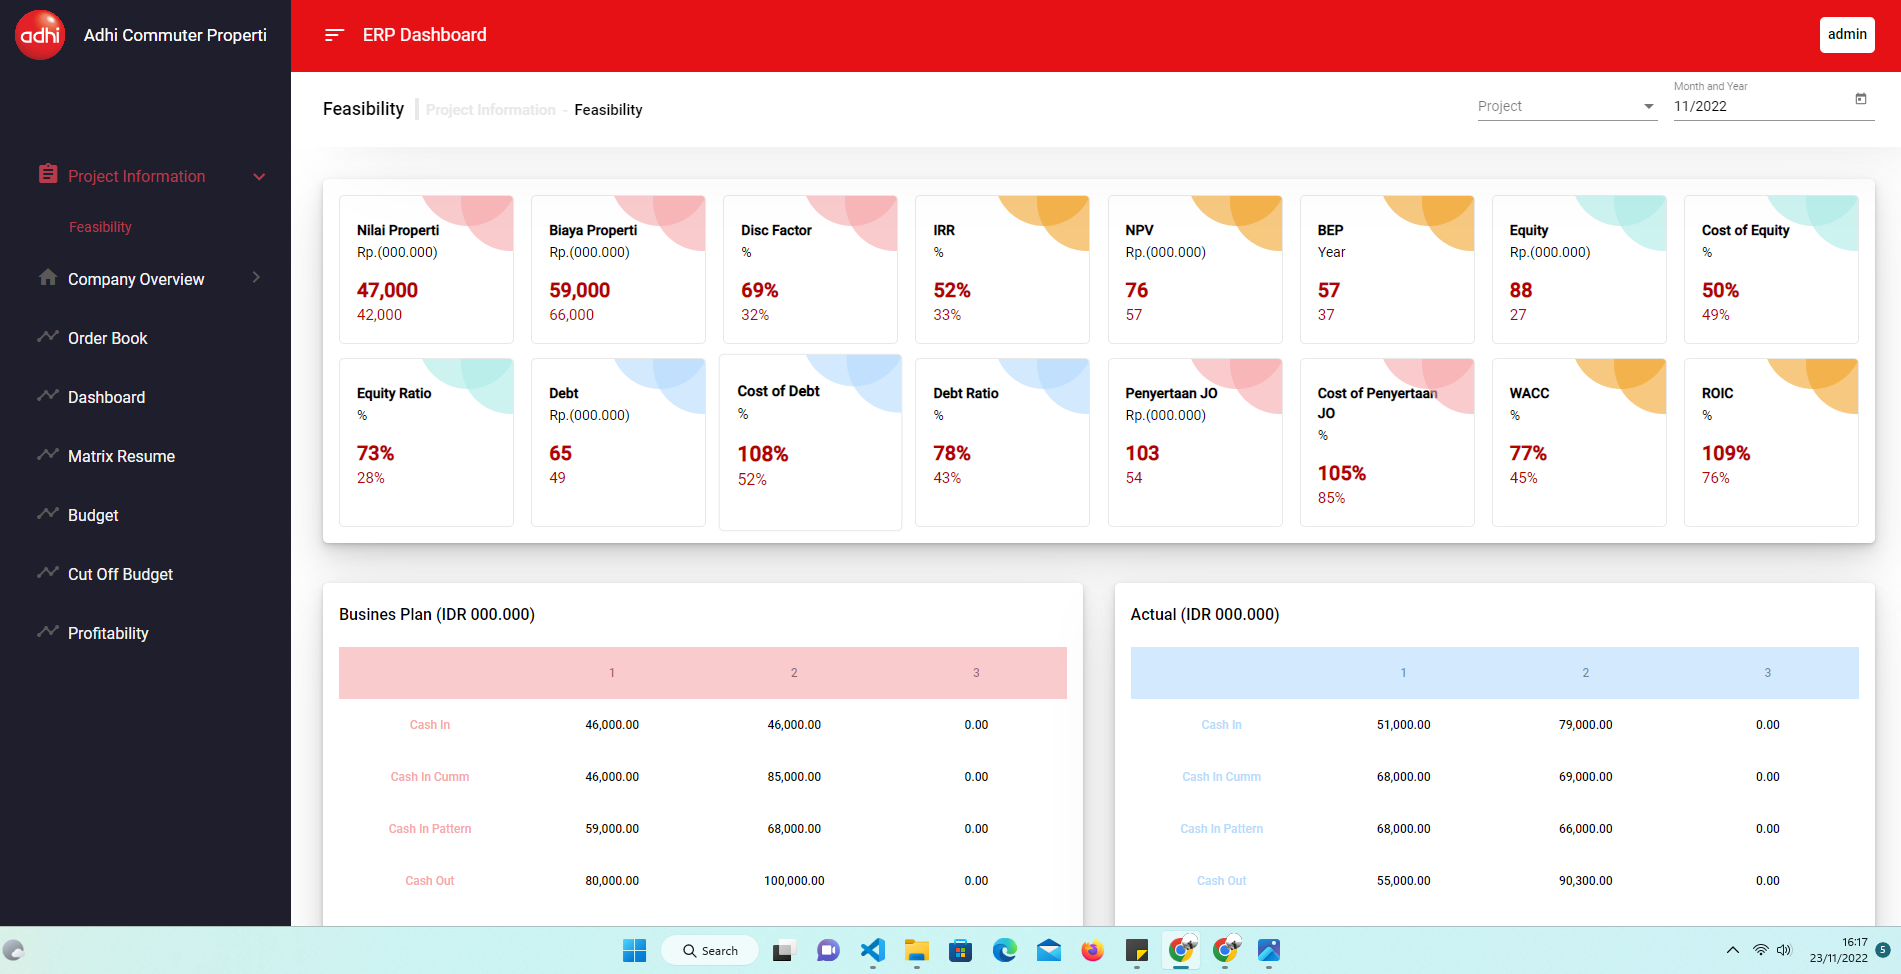 adhi
Adhi Commuter Properti
ERP Dashboard
admin
Feasibility
Project Information - Feasibility
Project
Month and Year
11/2022
Project Information
Feasibility
Company Overview
Order Book
Dashboard
Matrix Resume
Budget
Cut Off Budget
Profitability
Nilai Properti
Rp.(000.000)
47,000
42,000
Biaya Properti
Rp.(000.000)
59,000
66,000
Disc Factor
%
69%
32%
IRR
%
52%
33%
NPV
Rp.(000.000)
76
57
BEP
Year
57
37
Equity
Rp.(000.000)
88
27
Cost of Equity
%
50%
49%
Equity Ratio
%
73%
28%
Debt
Rp.(000.000)
65
49
Cost of Debt
%
108%
52%
Debt Ratio
%
78%
43%
Penyertaan JO
Rp.(000.000)
103
54
Cost of Penyertaan
JO
%
105%
85%
WACC
%
77%
45%
ROIC
%
109%
76%
Busines Plan (IDR 000.000)
1 2 3
Cash In 46,000.00 46,000.00 0.00
Cash In Cumm 46,000.00 85,000.00 0.00
Cash In Pattern 59,000.00 68,000.00 0.00
Cash Out 80,000.00 100,000.00 0.00
Actual (IDR 000.000)
1 2 3
Cash In 51,000.00 79,000.00 0.00
Cash In Cumm 68,000.00 69,000.00 0.00
Cash In Pattern 68,000.00 66,000.00 0.00
Cash Out 55,000.00 90,300.00 0.00
Search
16:17
23/11/2022
5